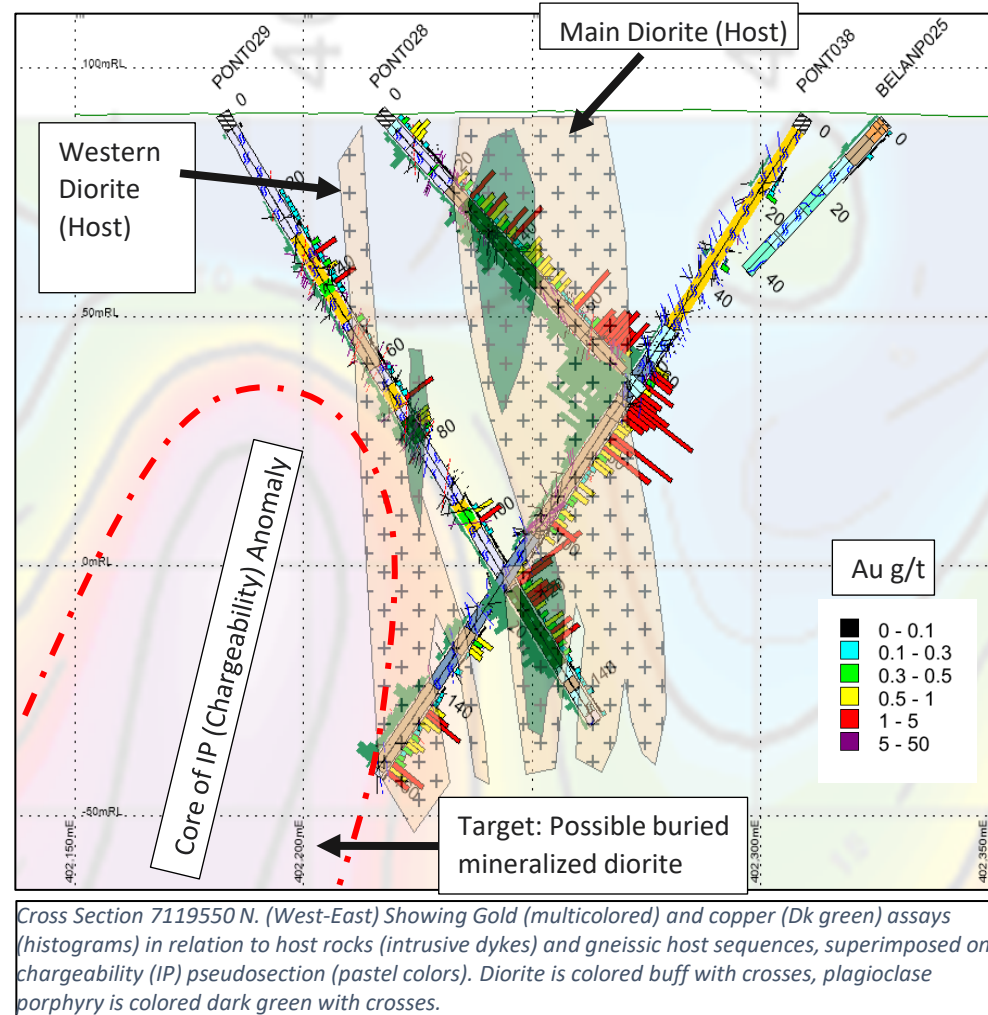 PONT029
PONT028
Main Diorite (Host)
PONT038
BELANP025
100mRL
0
0
0
0
Western
Diorite
(Host)
20
20
20
20
40
40
40
50mRL
60
80
Core of IP (Chargeability) Anomaly
0mRL
Au g/t
0 - 0.1
0.1 - 0.3
0.3 - 0.5
0.5 - 1
1 - 5
5 - 50
148
140
-50mRL
Target: Possible buried
mineralized diorite
402,150mE
402,200mE
402,300mE
402,350mE
Cross Section 7119550 N. (West-East) Showing Gold (multicolored) and copper (Dk green) assays
(histograms) in relation to host rocks (intrusive dykes) and gneissic host sequences, superimposed on
chargeability (IP) pseudosection (pastel colors). Diorite is colored buff with crosses, plagioclase
porphyry is colored dark green with crosses.